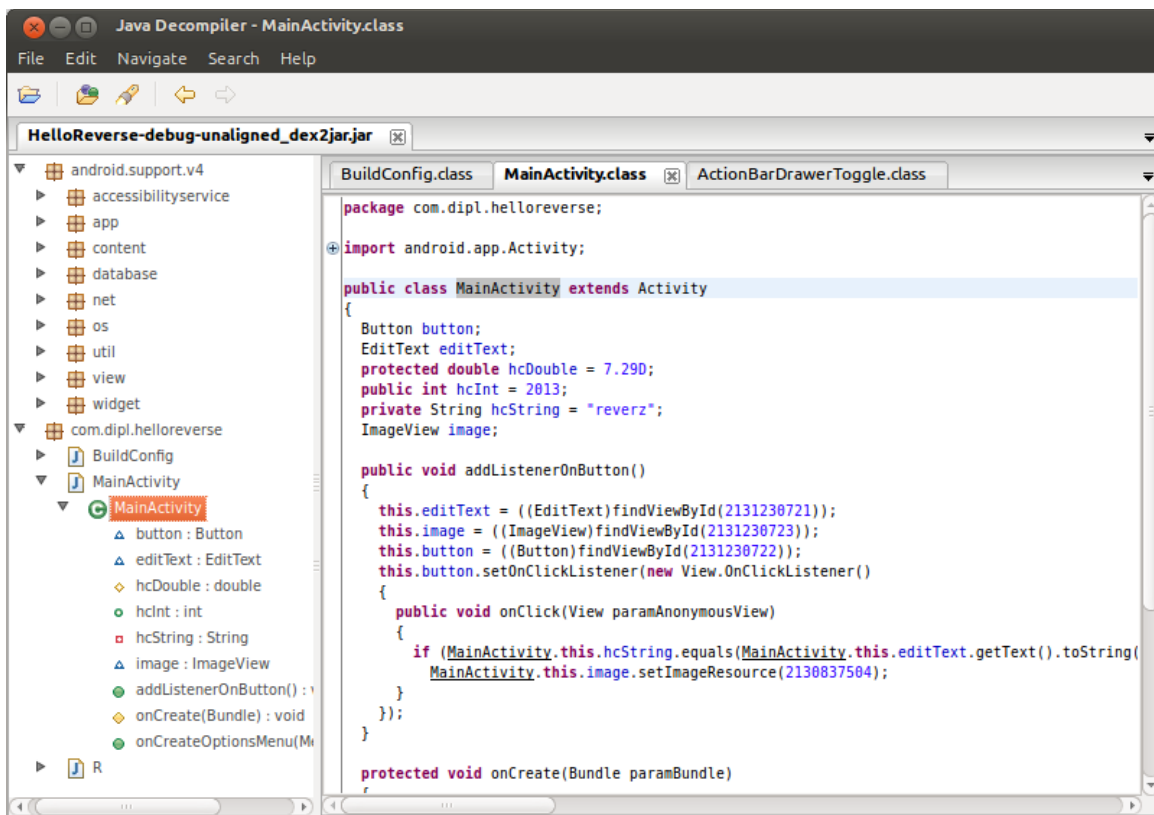 Java Decompiler - MainActivity.class
File Edit Navigate Search Help
HelloReverse-debug-unaligned_dex2jar.jar
android.support.v4
accessibilityservice
app
content
database
net
os
util
view
widget
com.dipl.helloreverse
BuildConfig
MainActivity
MainActivity
button : Button
editText : EditText
hcDouble : double
hcInt : int
hcString : String
image : ImageView
addListenerOnButton() : v
onCreate(Bundle) : void
onCreateOptionsMenu(Me
R
BuildConfig.class MainActivity.class ActionBarDrawerToggle.class
package com.dipl.helloreverse;
import android.app.Activity;
public class MainActivity extends Activity
{
Button button;
EditText editText;
protected double hcDouble = 7.29D;
public int hcInt = 2013;
private String hcString = "reverz";
ImageView image;
public void addListenerOnButton()
{
this.editText = ((EditText)findViewById(2131230721));
this.image = ((ImageView)findViewById(2131230723));
this.button = ((Button)findViewById(2131230722));
this.button.setOnClickListener(new View.OnClickListener()
{
public void onClick(View paramAnonymousView)
{
if (MainActivity.this.hcString.equals(MainActivity.this.editText.getText().toString(
MainActivity.this.image.setImageResource(2130837504);
}
});
}
protected void onCreate(Bundle paramBundle)
{